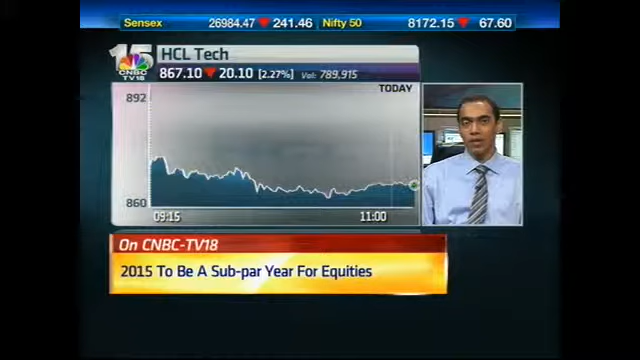 Sensex 26984.47 241.46 Nifty 50 8172.15 67.60
15
CNBC
TV18
HCL Tech
867.10 20.10 [2.27%] Vol: 789,915
TODAY
892
860
09:15 11:00
On CNBC-TV18
2015 To Be A Sub-par Year For Equities